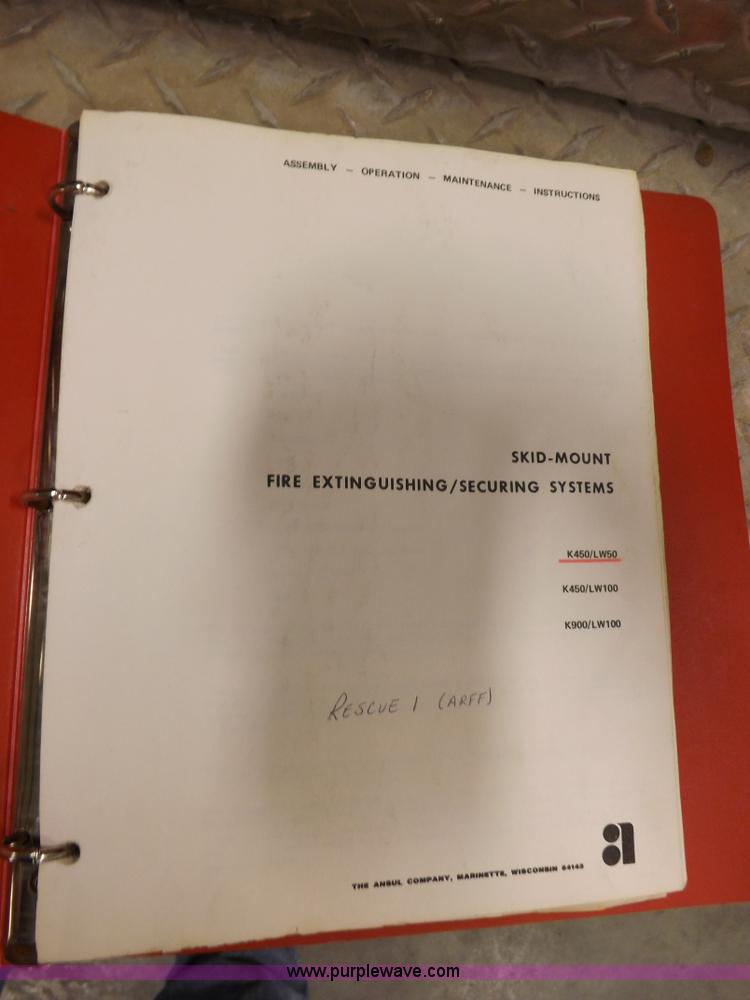 ASSEMBLY — OPERATION — MAINTENANCE — INSTRUCTIONS
SKID-MOUNT
FIRE EXTINGUISHING/SECURING SYSTEMS
K450/LW50
K450/LW100
K900/LW100
RESCUE 1 (ARFF)
a
THE ANSUL COMPANY, MARINETTE, WISCONSIN 54143
www.purplewave.com